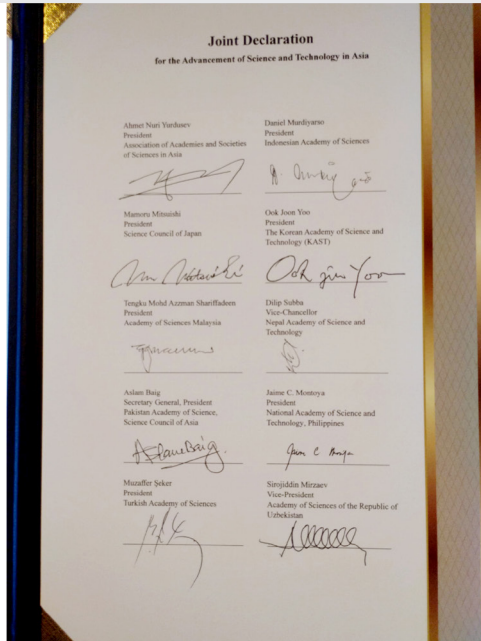 Joint Declaration
for the Advancement of Science and Technology in Asia
Ahmet Nuri Yurdusev
President
Association of Academies and Societies
of Sciences in Asia
Daniel Murdiyarso
President
Indonesian Academy of Sciences
Mamoru Mitsuishi
President
Science Council of Japan
Ook Joon Yoo
President
The Korean Academy of Science and
Technology (KAST)
Ook Jun Yoo
Tengku Mohd Azzman Shariffadeen
President
Academy of Sciences Malaysia
Dilip Subba
Vice-Chancellor
Nepal Academy of Science and
Technology
Aslam Baig
Secretary General, President
Pakistan Academy of Science,
Science Council of Asia
AslamBaig.
Jaime C. Montoya
President
National Academy of Science and
Technology, Philippines
Muzaffer Şeker
President
Turkish Academy of Sciences
Sirojiddin Mirzaev
Vice-President
Academy of Sciences of the Republic of
Uzbekistan